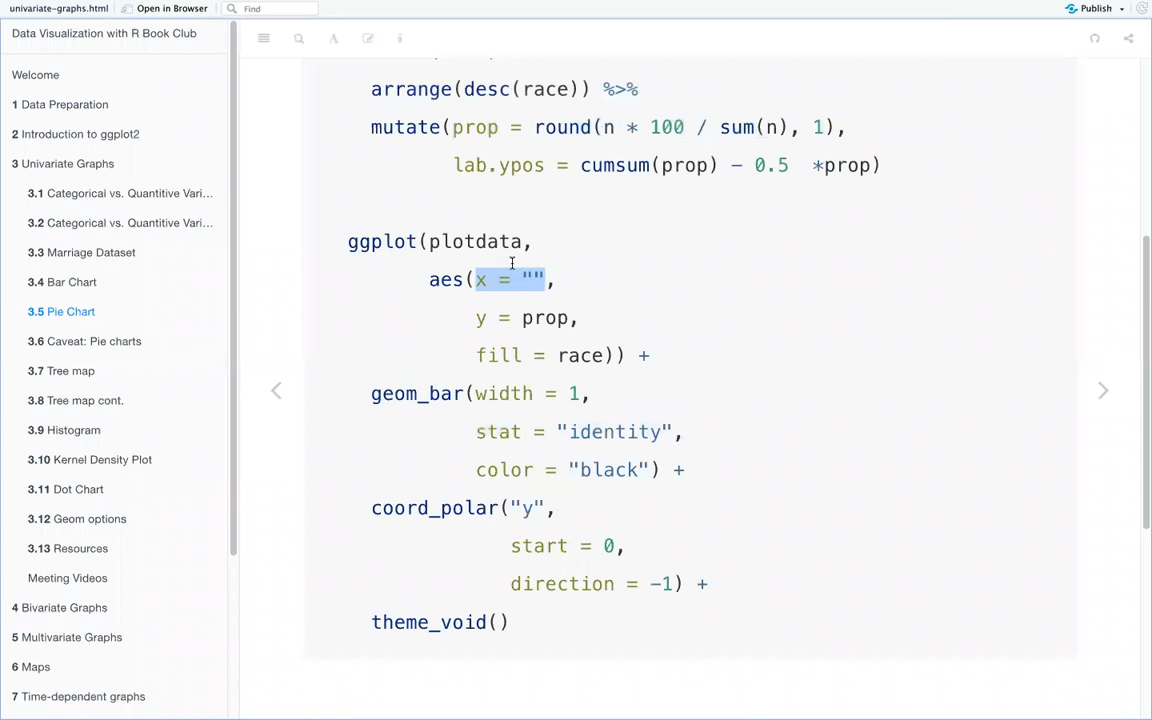 univariate-graphs.html Open in Browser Find Publish
Data Visualization with R Book Club
Welcome
1 Data Preparation
2 Introduction to ggplot2
3 Univariate Graphs
3.1 Categorical vs. Quantitative Vari...
3.2 Categorical vs. Quantitative Vari...
3.3 Marriage Dataset
3.4 Bar Chart
3.5 Pie Chart
3.6 Caveat: Pie charts
3.7 Tree map
3.8 Tree map cont.
3.9 Histogram
3.10 Kernel Density Plot
3.11 Dot Chart
3.12 Geom options
3.13 Resources
Meeting Videos
4 Bivariate Graphs
5 Multivariate Graphs
6 Maps
7 Time-dependent graphs
arrange(desc(race)) %>%
mutate(prop = round(n * 100 / sum(n), 1),
lab.ypos = cumsum(prop) - 0.5  *prop)
ggplot(plotdata,
aes(x = "",
y = prop,
fill = race)) +
geom_bar(width = 1,
stat = "identity",
color = "black") +
coord_polar("y",
start = 0,
direction = -1) +
theme_void()